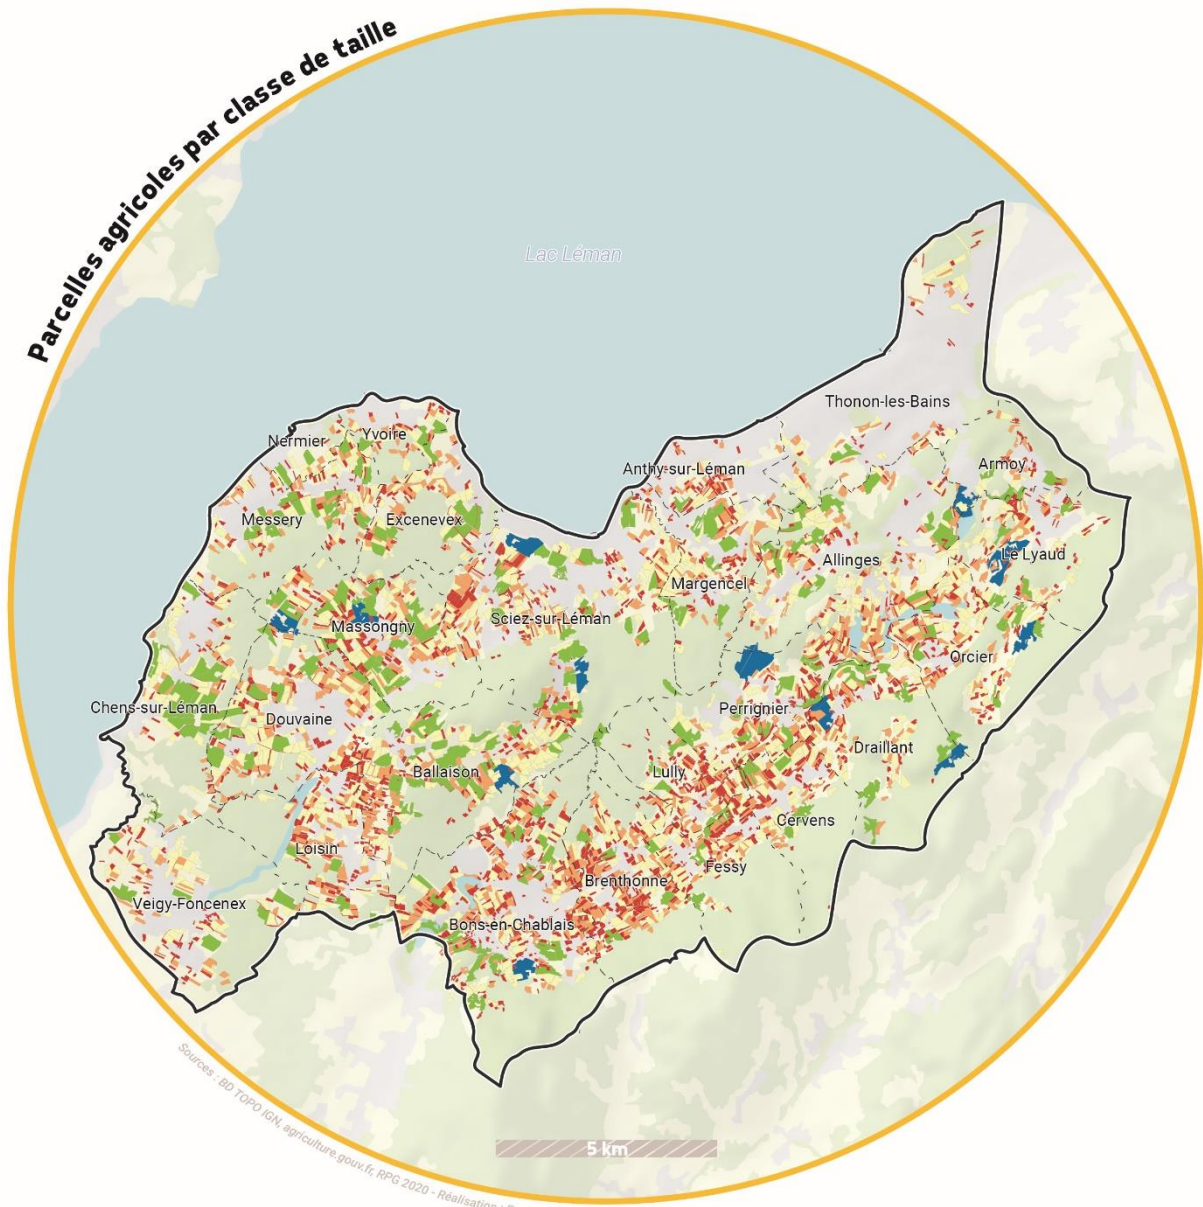 Parcelles agricoles par classe de taille
Lac Léman
Thonon-les-Bains
Nermier
Yvoire
Anthy-sur-Léman
Armoy
Messery
Excenevex
Allinges
Le Lyaud
Margencel
Massongny
Sciez-sur-Léman
Orcier
Chens-sur-Léman
Douvaine
Perrignier
Draillant
Ballaison
Lully
Cervens
Loisin
Fessy
Brenthonne
Veigy-Foncenex
Bons-en-Chablais
5 km
Sources : BD TOPO IGN, agriculture.gouv.fr, RPG 2020 - Réalisation :